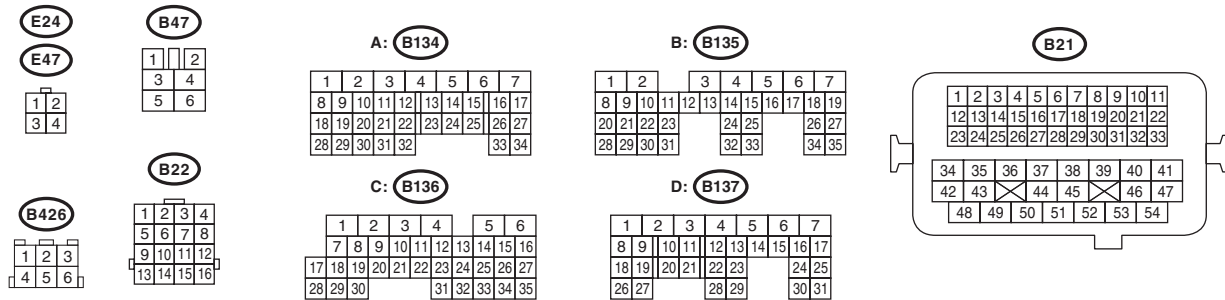 E24
E47
1 2
3 4
B47
1 2
3 4
5 6
B426
1 2 3
4 5 6
B22
1 2 3 4
5 6 7 8
9 10 11 12
13 14 15 16
A: B134
1 2 3 4 5 6 7
8 9 10 11 12 13 14 15 16 17
18 19 20 21 22 23 24 25 26 27
28 29 30 31 32 33 34
B: B135
1 2 3 4 5 6 7
8 9 10 11 12 13 14 15 16 17 18 19
20 21 22 23 24 25 26 27
28 29 30 31 32 33 34 35
C: B136
1 2 3 4 5 6
7 8 9 10 11 12 13 14 15 16
17 18 19 20 21 22 23 24 25 26 27
28 29 30 31 32 33 34 35
D: B137
1 2 3 4 5 6 7
8 9 10 11 12 13 14 15 16 17
18 19 20 21 22 23 24 25
26 27 28 29 30 31
B21
1 2 3 4 5 6 7 8 9 10 11
12 13 14 15 16 17 18 19 20 21 22
23 24 25 26 27 28 29 30 31 32 33
34 35 36 37 38 39 40 41
42 43 44 45 46 47
48 49 50 51 52 53 54